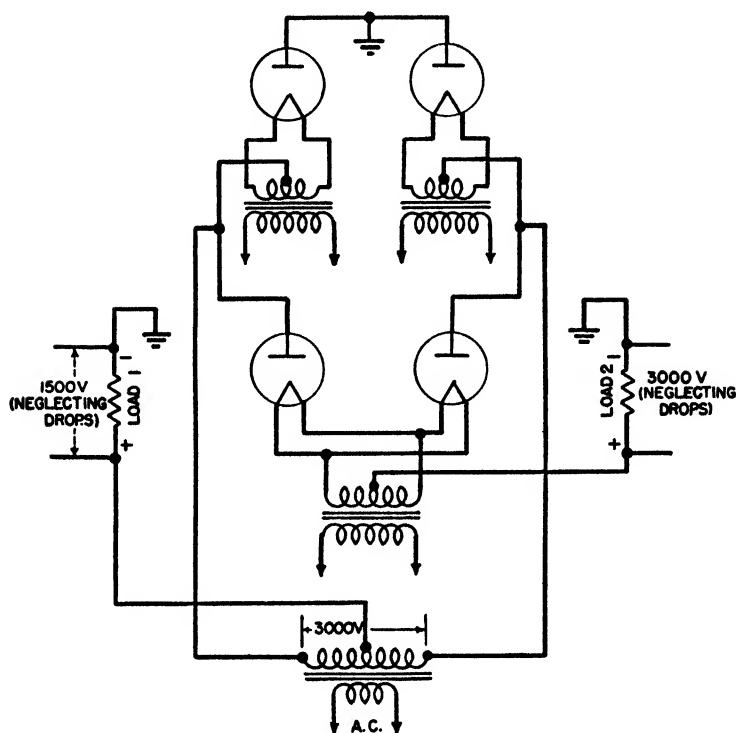 1500V
(NEGLECTING
DROPS)
−
LOAD 1
+
−
LOAD 2
+
3000 V
(NEGLECTING
DROPS)
3000V
A.C.